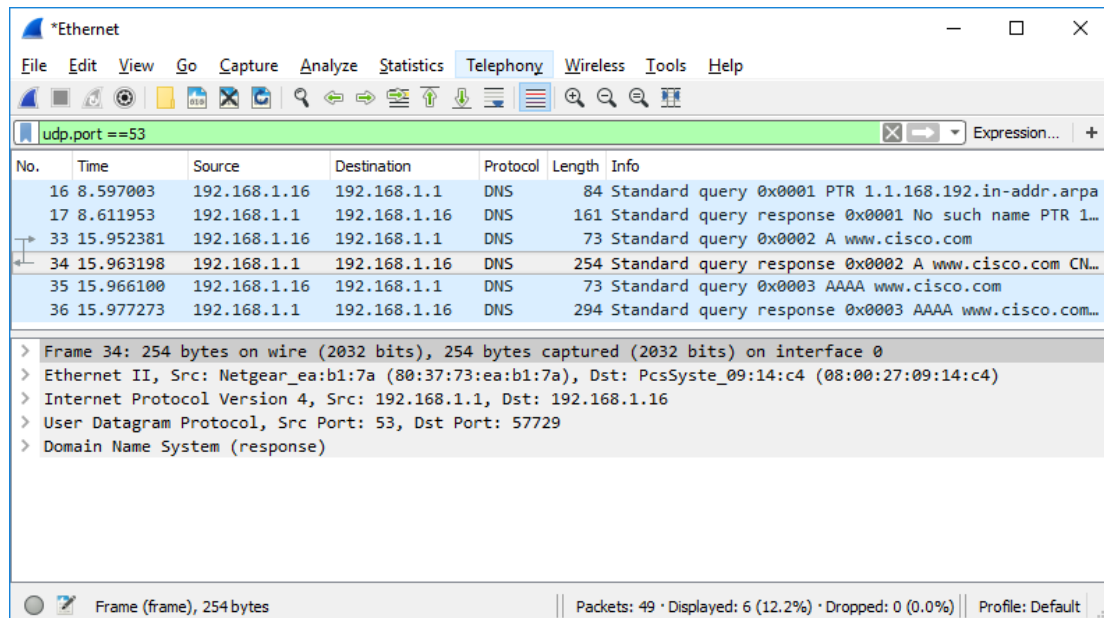 *Ethernet
File Edit View Go Capture Analyze Statistics Telephony Wireless Tools Help
udp.port ==53 Expression... +
No. Time Source Destination Protocol Length Info
16 8.597003 192.168.1.16 192.168.1.1 DNS 84 Standard query 0x0001 PTR 1.1.168.192.in-addr.arpa
17 8.611953 192.168.1.1 192.168.1.16 DNS 161 Standard query response 0x0001 No such name PTR 1…
33 15.952381 192.168.1.16 192.168.1.1 DNS 73 Standard query 0x0002 A www.cisco.com
34 15.963198 192.168.1.1 192.168.1.16 DNS 254 Standard query response 0x0002 A www.cisco.com CN…
35 15.966100 192.168.1.16 192.168.1.1 DNS 73 Standard query 0x0003 AAAA www.cisco.com
36 15.977273 192.168.1.1 192.168.1.16 DNS 294 Standard query response 0x0003 AAAA www.cisco.com…
> Frame 34: 254 bytes on wire (2032 bits), 254 bytes captured (2032 bits) on interface 0
> Ethernet II, Src: Netgear_ea:b1:7a (80:37:73:ea:b1:7a), Dst: PcsSyste_09:14:c4 (08:00:27:09:14:c4)
> Internet Protocol Version 4, Src: 192.168.1.1, Dst: 192.168.1.16
> User Datagram Protocol, Src Port: 53, Dst Port: 57729
> Domain Name System (response)
Frame (frame), 254 bytes Packets: 49 · Displayed: 6 (12.2%) · Dropped: 0 (0.0%) Profile: Default